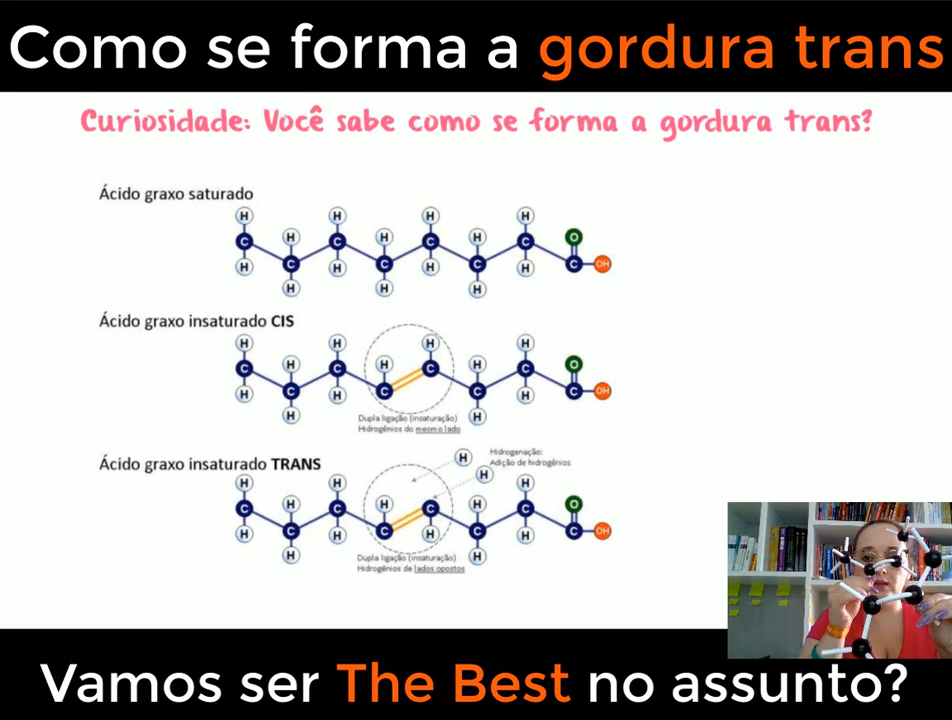 Como se forma a gordura trans
Curiosidade: Você sabe como se forma a gordura trans?
Ácido graxo saturado
H H H H
H H H
C C C C C C C C O OH
H H H H
H H H
Ácido graxo insaturado CIS
H H H H
H H H
C C C C C C C C O OH
H H H
H H
Dupla ligação (insaturação)
Hidrogênios do mesmo lado
Ácido graxo insaturado TRANS
Hidrogenação:
Adição de hidrogênios
H H
H H H
H H H
C C C C C C C C O OH
H H H H
H H
Dupla ligação (insaturação)
Hidrogênios de lados opostos
Vamos ser The Best no assunto?